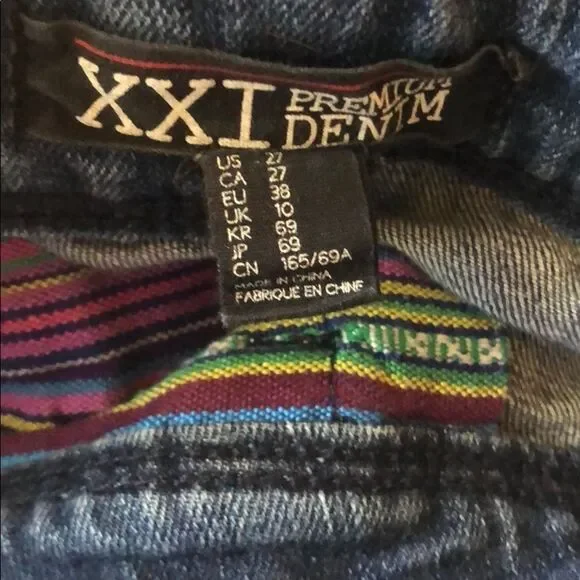 XXI PREMIUM
DENIM
US 27
CA 27
EU 38
UK 10
KR 69
JP 69
CN 165/69A
MADE IN CHINA
FABRIQUÉ EN CHINE